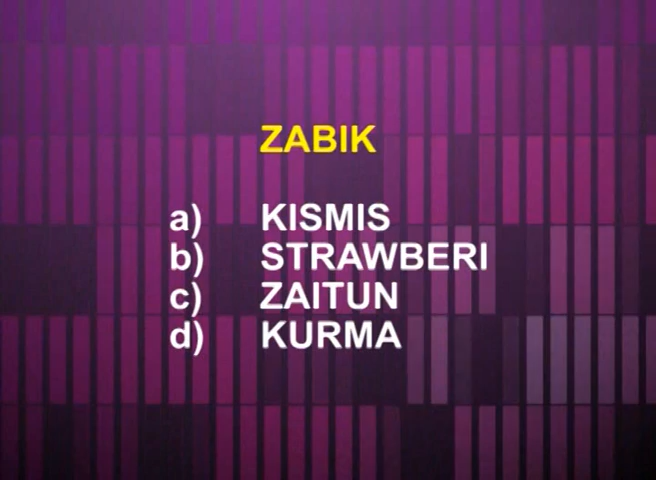 ZABIK
a) KISMIS
b) STRAWBERI
c) ZAITUN
d) KURMA